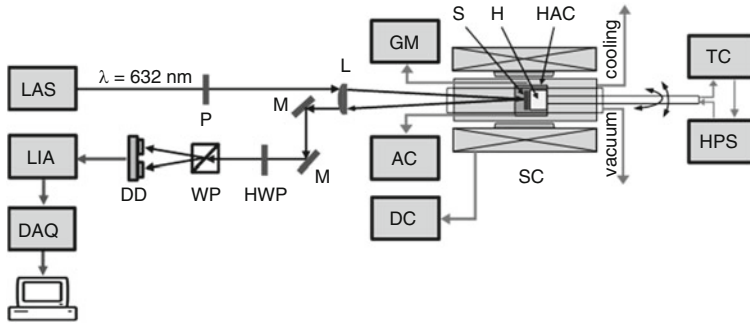 S H HAC
GM
cooling
TC
LAS
λ = 632 nm
L
M
P
LIA
HPS
vacuum
AC
SC
M
DD WP HWP
DC
DAQ